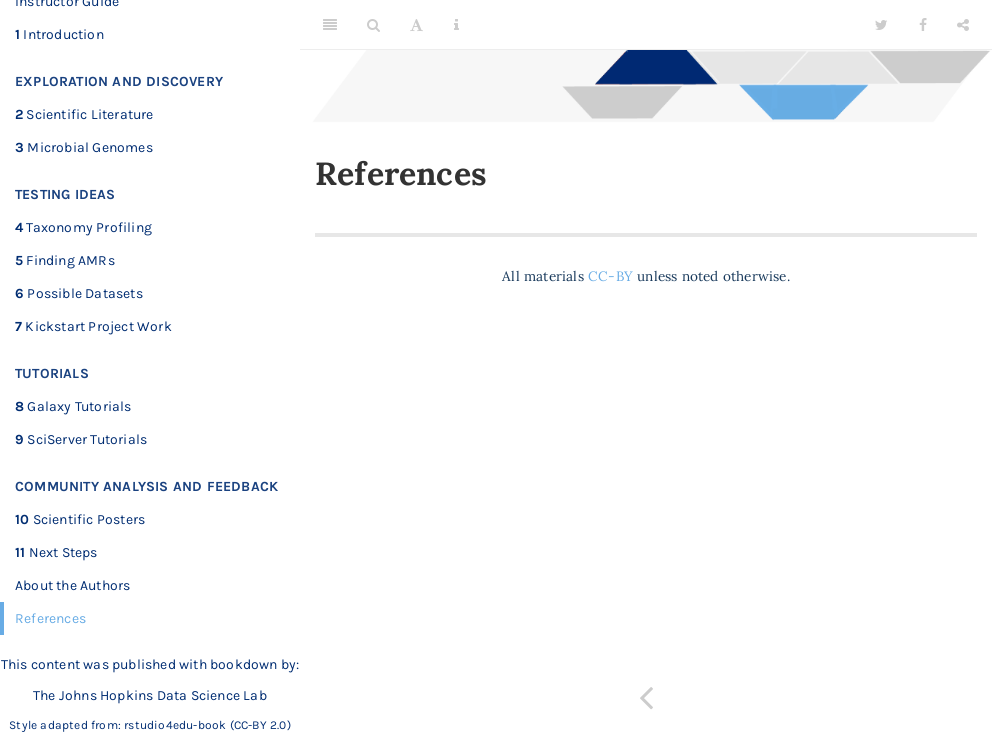 Instructor Guide
1 Introduction
EXPLORATION AND DISCOVERY
2 Scientific Literature
3 Microbial Genomes
TESTING IDEAS
4 Taxonomy Profiling
5 Finding AMRs
6 Possible Datasets
7 Kickstart Project Work
TUTORIALS
8 Galaxy Tutorials
9 SciServer Tutorials
COMMUNITY ANALYSIS AND FEEDBACK
10 Scientific Posters
11 Next Steps
About the Authors
References
This content was published with bookdown by:
The Johns Hopkins Data Science Lab
Style adapted from: rstudio4edu-book (CC-BY 2.0)
References
All materials CC-BY unless noted otherwise.